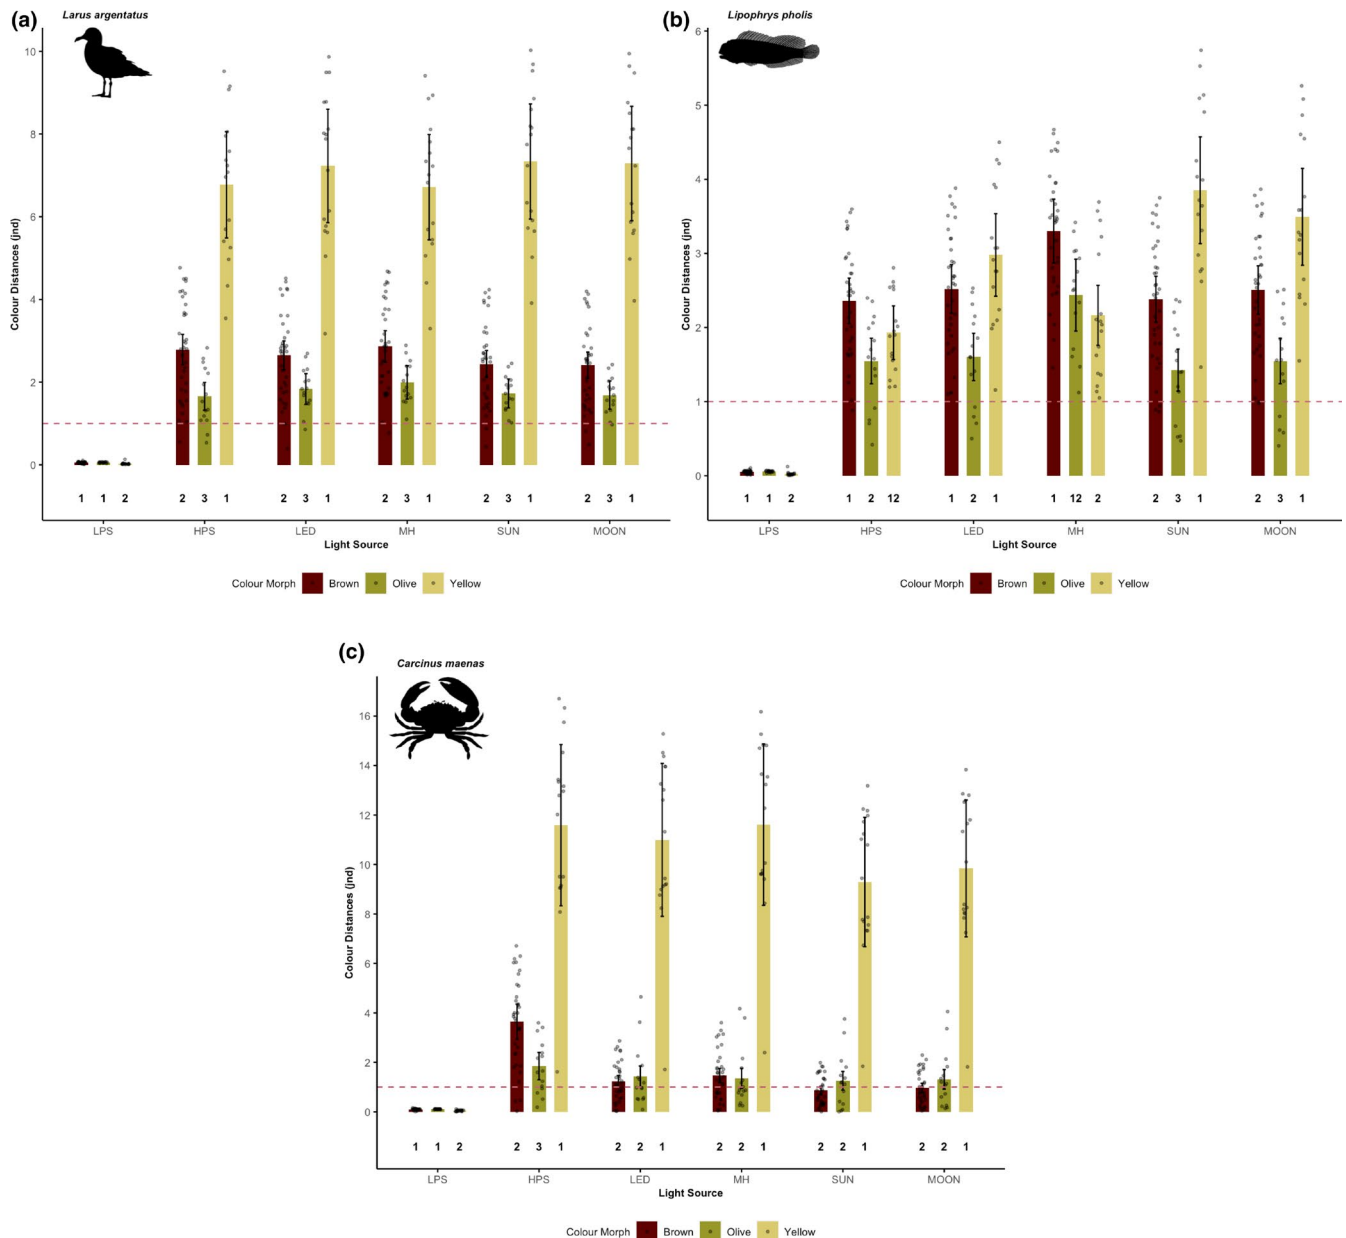 (a)
Larus argentatus
10
8
6
4
2
0
Colour Distances (jnd)
1 1 2 2 3 1 2 3 1 2 3 1 2 3 1 2 3 1
LPS HPS LED MH SUN MOON
Light Source
Colour Morph Brown Olive Yellow
(b)
Lipophrys pholis
6
5
4
3
2
1
0
Colour Distances (jnd)
1 1 2 1 2 12 1 2 1 1 12 2 2 3 1 2 3 1
LPS HPS LED MH SUN MOON
Light Source
Colour Morph Brown Olive Yellow
(c)
Carcinus maenas
16
14
12
10
8
6
4
2
0
Colour Distances (jnd)
1 1 2 2 3 1 2 2 1 2 2 1 2 2 1 2 2 1
LPS HPS LED MH SUN MOON
Light Source
Colour Morph Brown Olive Yellow